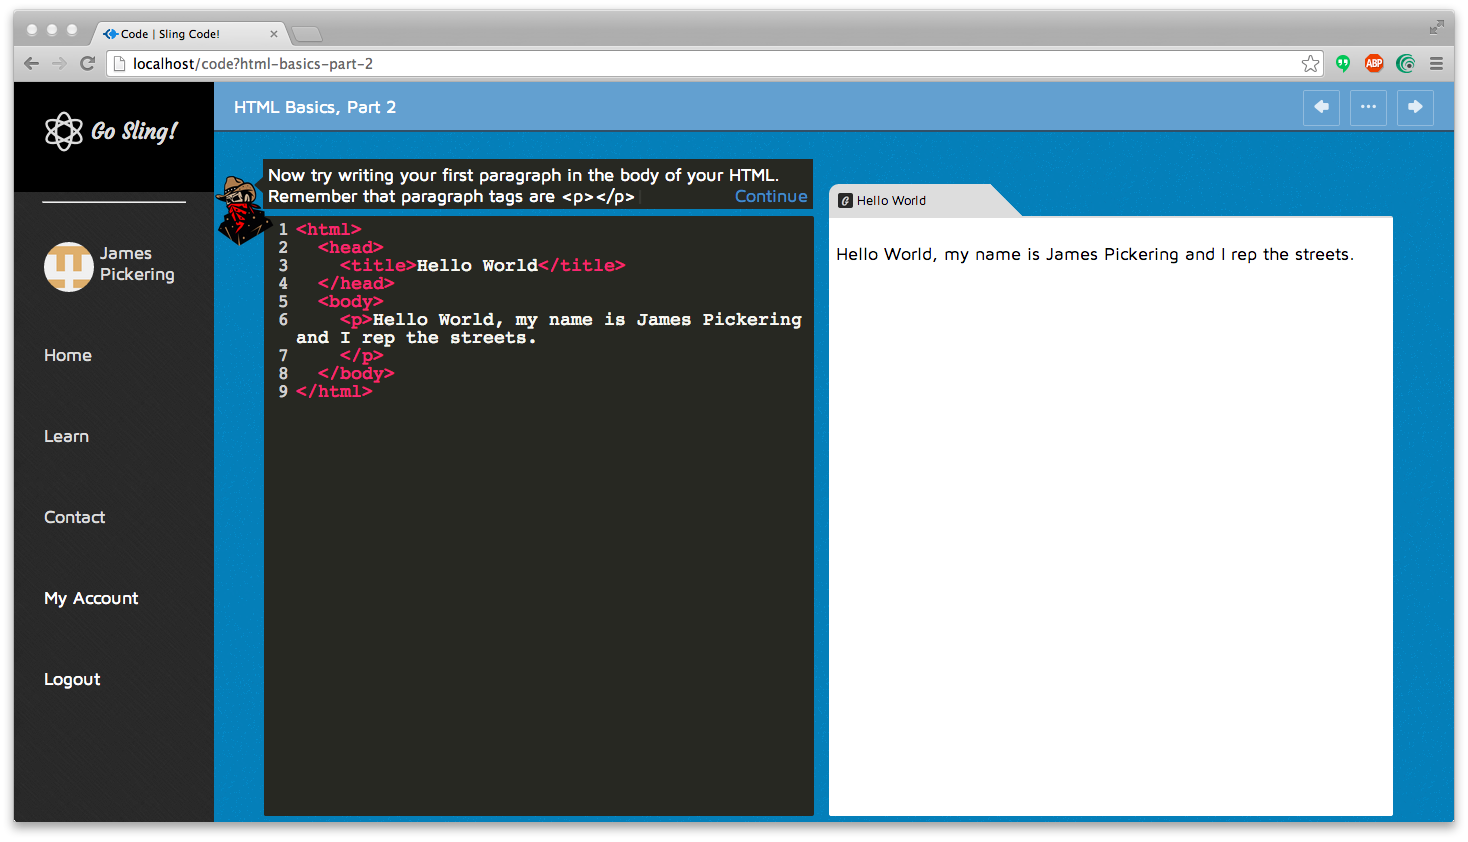 Code | Sling Code!
localhost/code?html-basics-part-2
ABP
Go Sling!
HTML Basics, Part 2
James
Pickering
Home
Learn
Contact
My Account
Logout
Now try writing your first paragraph in the body of your HTML.
Remember that paragraph tags are <p></p>
Continue
1 <html>
2 <head>
3 <title>Hello World</title>
4 </head>
5 <body>
6 <p>Hello World, my name is James Pickering
and I rep the streets.
7 </p>
8 </body>
9 </html>
Hello World
Hello World, my name is James Pickering and I rep the streets.